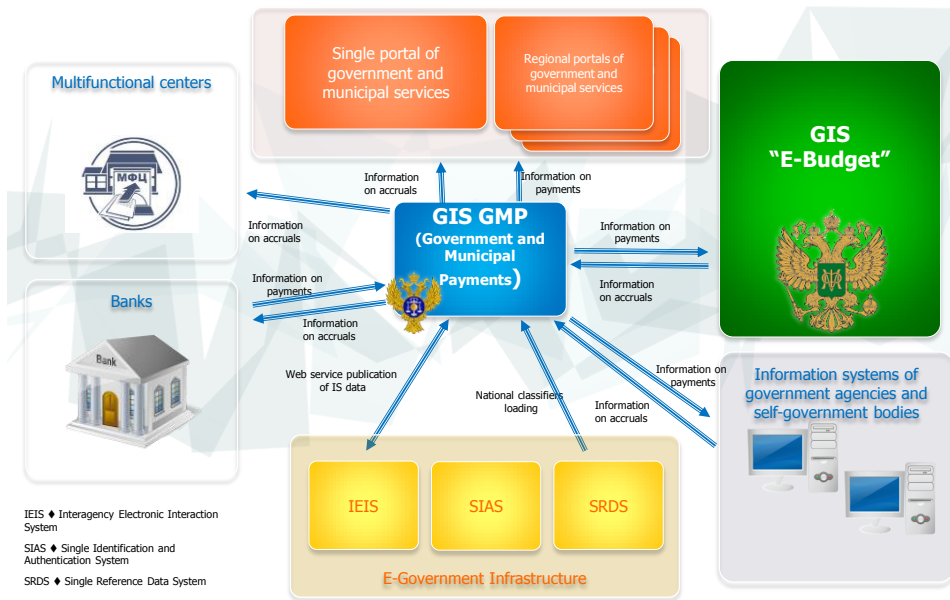 Single portal of
government and
municipal services
Regional portals of
government and
municipal services
Multifunctional centers
МФЦ
GIS
“E-Budget”
Information
on accruals
Information on
payments
Information
on accruals
GIS GMP
(Government and
Municipal
Payments)
Information on
payments
Information
on accruals
Banks
Bank
Information on
payments
Information
on accruals
Web service publication
of IS data
National classifiers
loading
Information on
payments
Information
on accruals
Information systems of
government agencies and
self-government bodies
IEIS
SIAS
SRDS
E-Government Infrastructure
IEIS ♦ Interagency Electronic Interaction
System
SIAS ♦ Single Identification and
Authentication System
SRDS ♦ Single Reference Data System